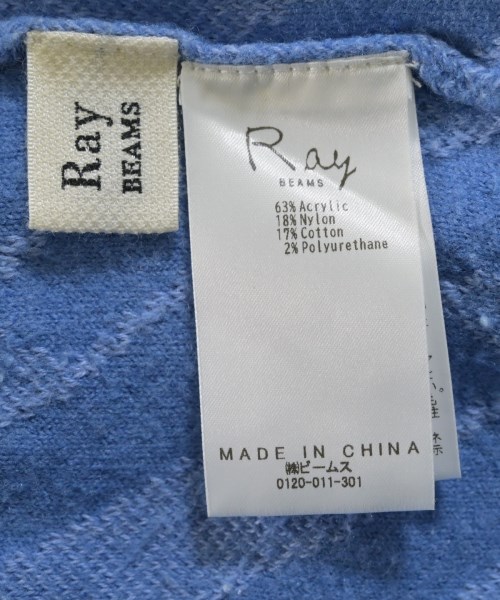 Ray
BEAMS
Ray
BEAMS
63% Acrylic
18% Nylon
17% Cotton
2% Polyurethane
MADE IN CHINA
㈱ビームス
0120-011-301